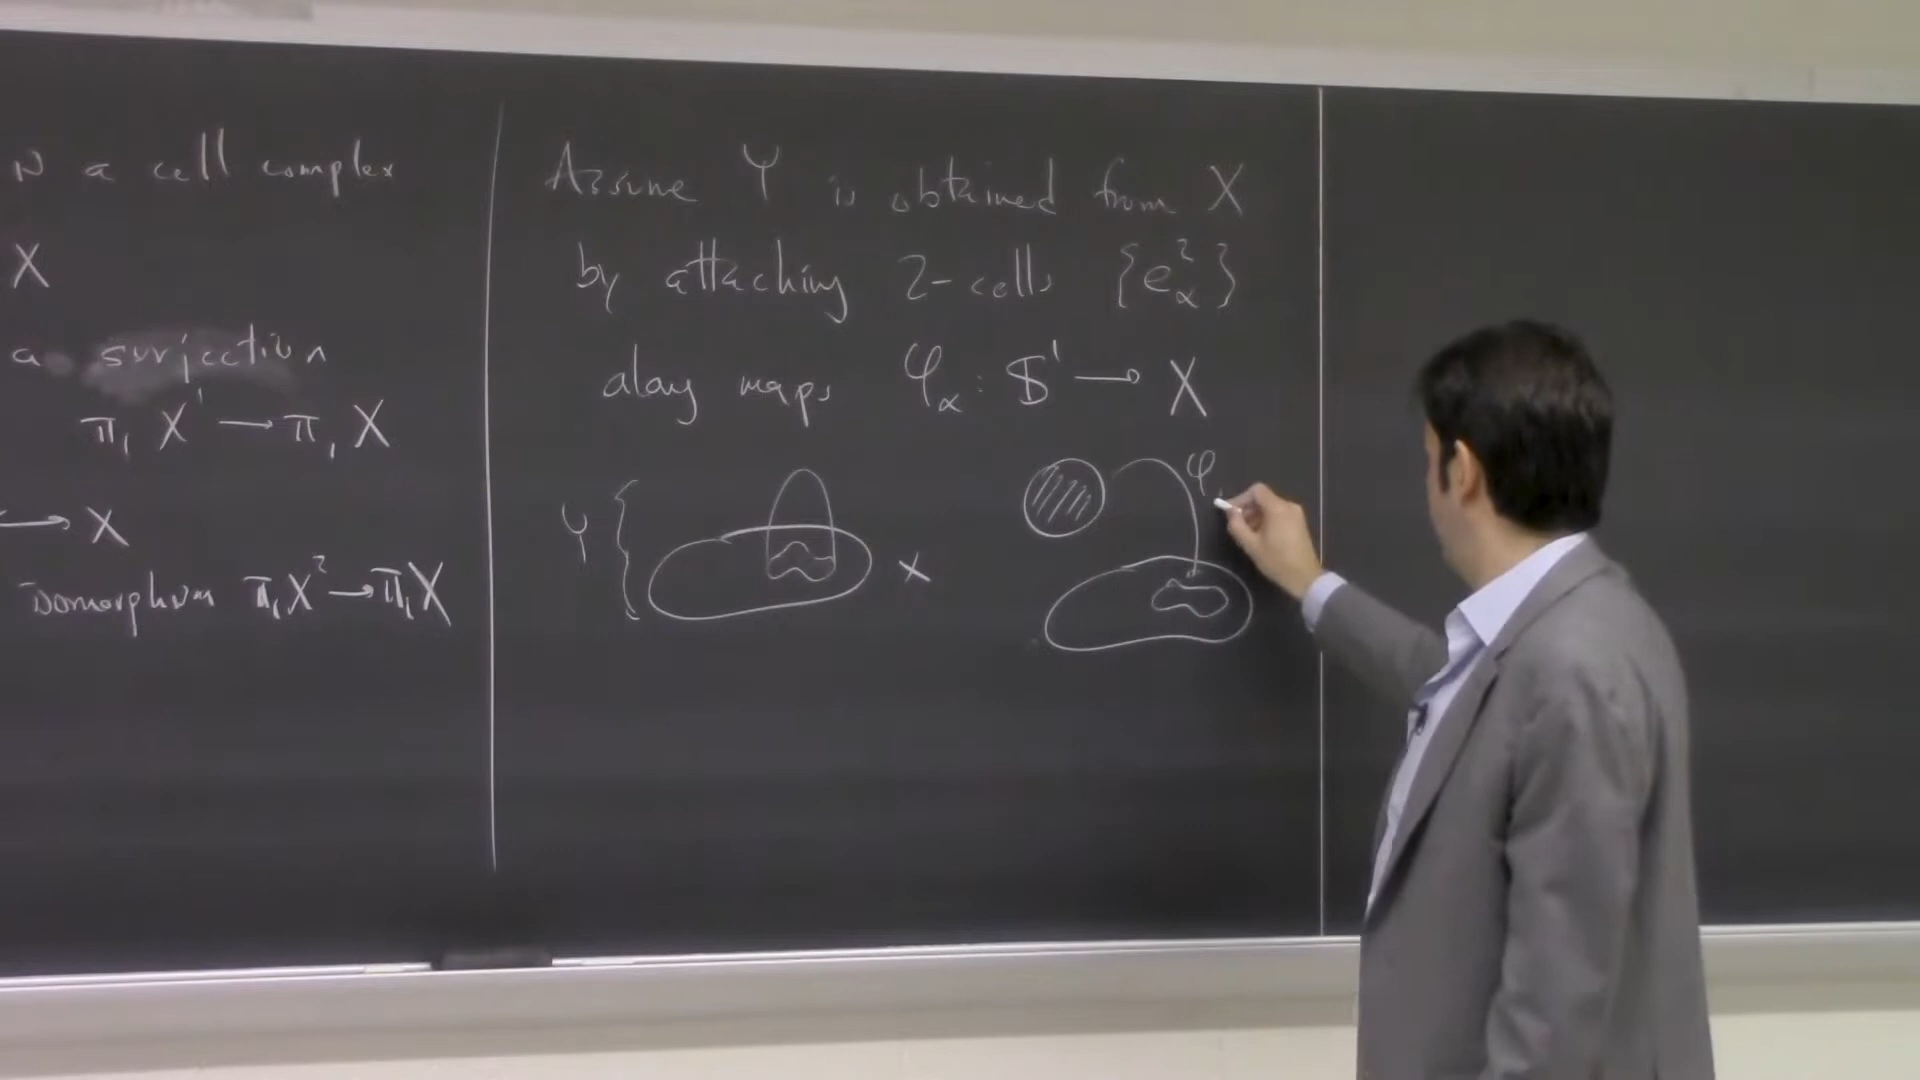 a cell complex
X
a surjection
π₁ X¹ → π₁ X
→ X
isomorphism π₁X² → π₁X
Assume Y is obtained from X
by attaching 2-cells {e²_α}
along maps φ_α : S¹ → X
Y { X
φ